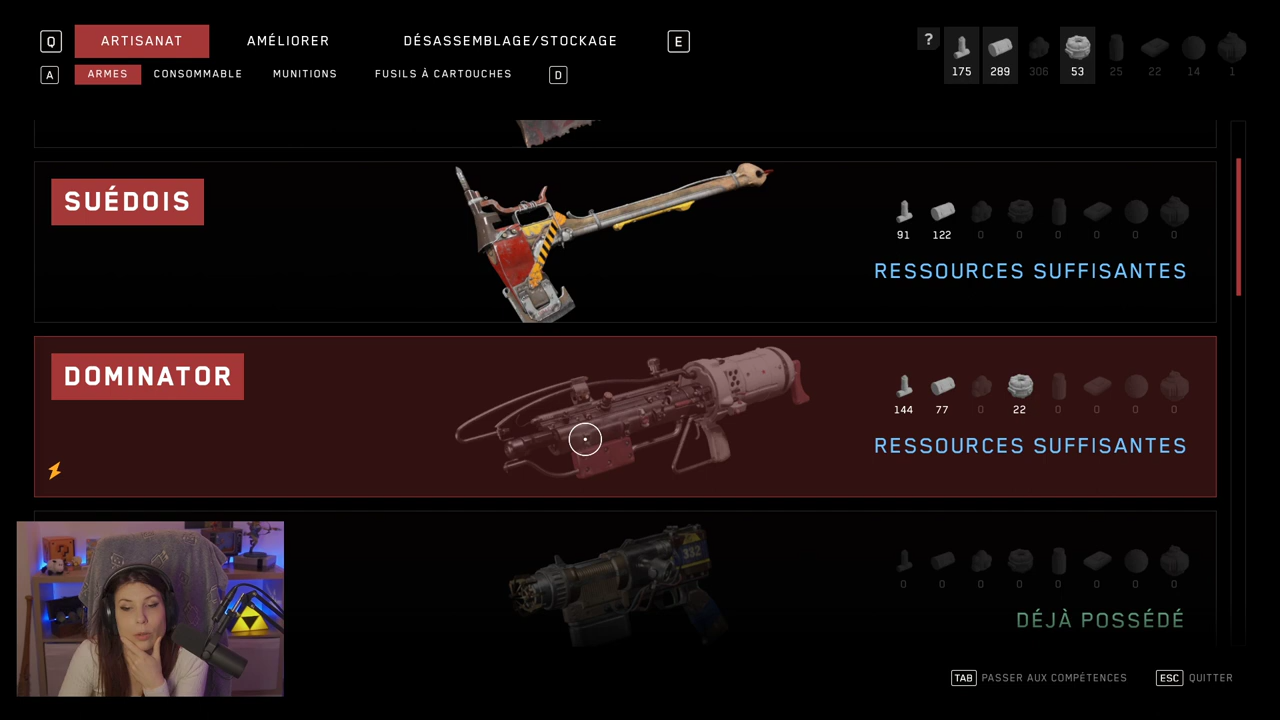 Q ARTISANAT AMÉLIORER DÉSASSEMBLAGE/STOCKAGE E
A ARMES CONSOMMABLE MUNITIONS FUSILS À CARTOUCHES D
?
175 289 306 53 25 22 14 1
SUÉDOIS
91 122 0 0 0 0 0 0
RESSOURCES SUFFISANTES
DOMINATOR
144 77 0 22 0 0 0 0
RESSOURCES SUFFISANTES
332
0 0 0 0 0 0 0 0
DÉJÀ POSSÉDÉ
TAB PASSER AUX COMPÉTENCES ESC QUITTER